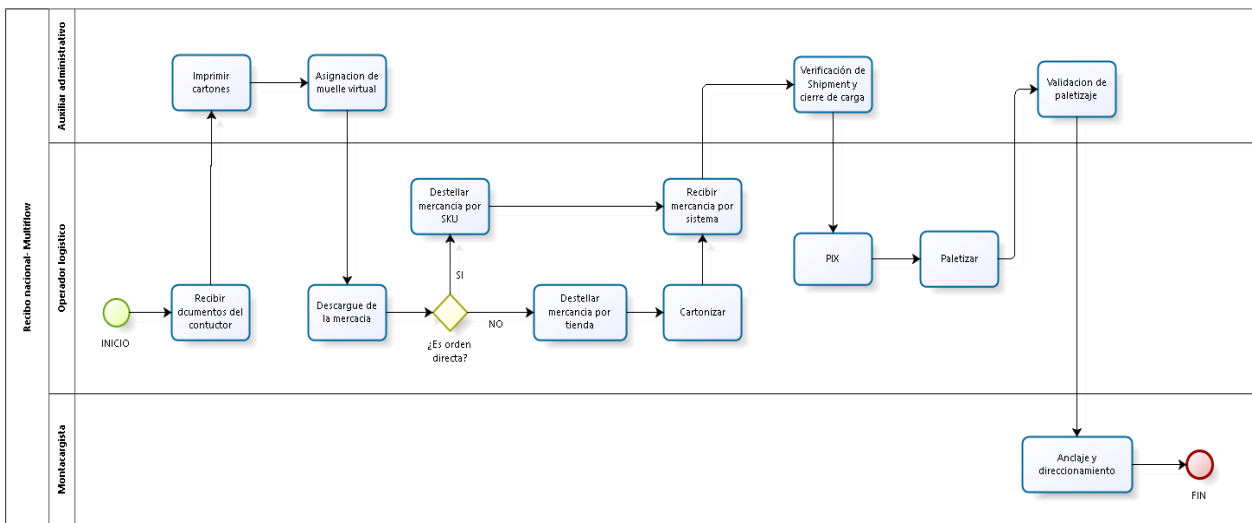 Recibo nacional- Multiflow
Auxiliar administrativo
Imprimir
cartones
Asignacion de
muelle virtual
Verificación de
Shipment y
cierre de carga
Validacion de
paletizaje
Operador logistico
INICIO
Recibir
dcumentos del
contuctor
Descargue de
la mercacia
¿Es orden
directa?
SI
NO
Destellar
mercancia por
SKU
Destellar
mercancia por
tienda
Cartonizar
Recibir
mercancia por
sistema
PIX
Paletizar
Montacargista
Anclaje y
direccionamiento
FIN